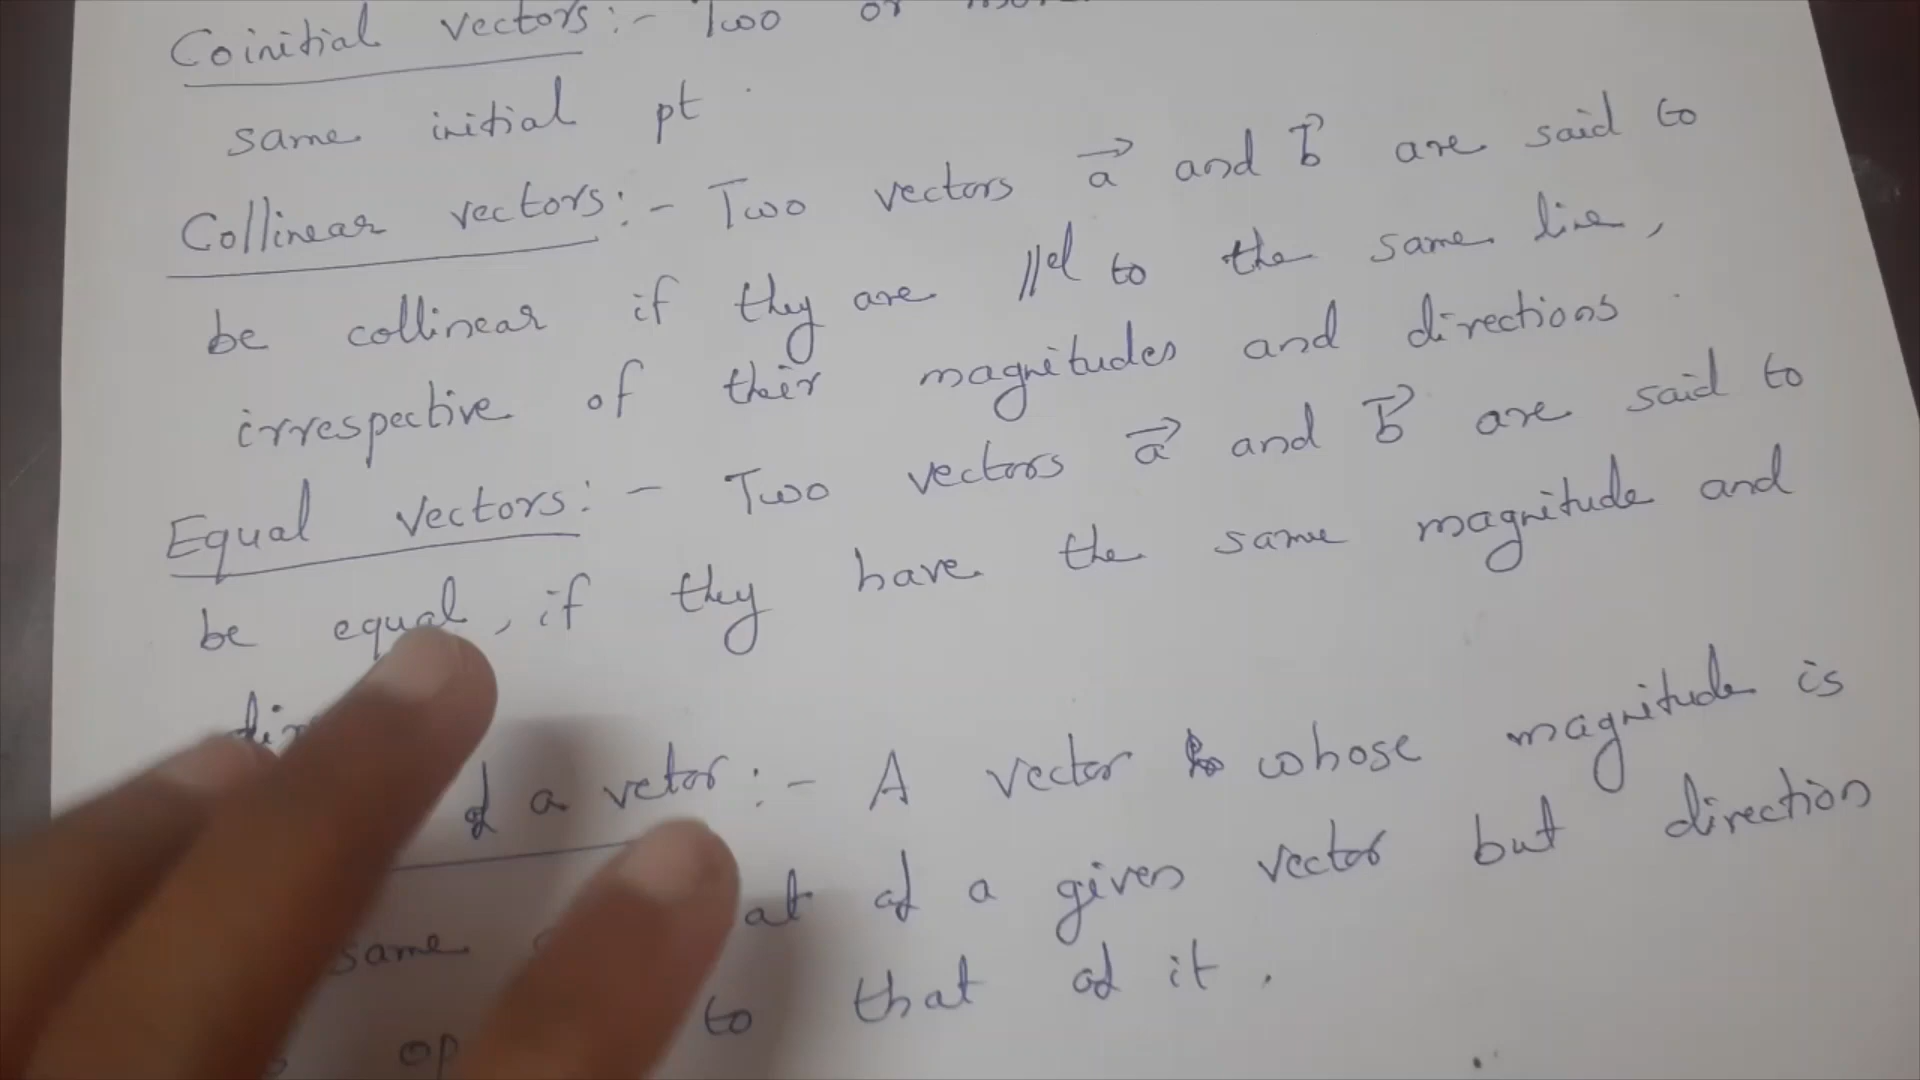 Coinitial vectors:- Two or
same initial pt.
Collinear vectors:- Two vectors a⃗ and b⃗ are said to
be collinear if they are ||el to the same line,
irrespective of their magnitudes and directions.
Equal vectors:- Two vectors a⃗ and b⃗ are said to
be equal, if they have the same magnitude and
of a vetor:- A vector whose magnitude is
same at of a given vector but direction
to that of it.